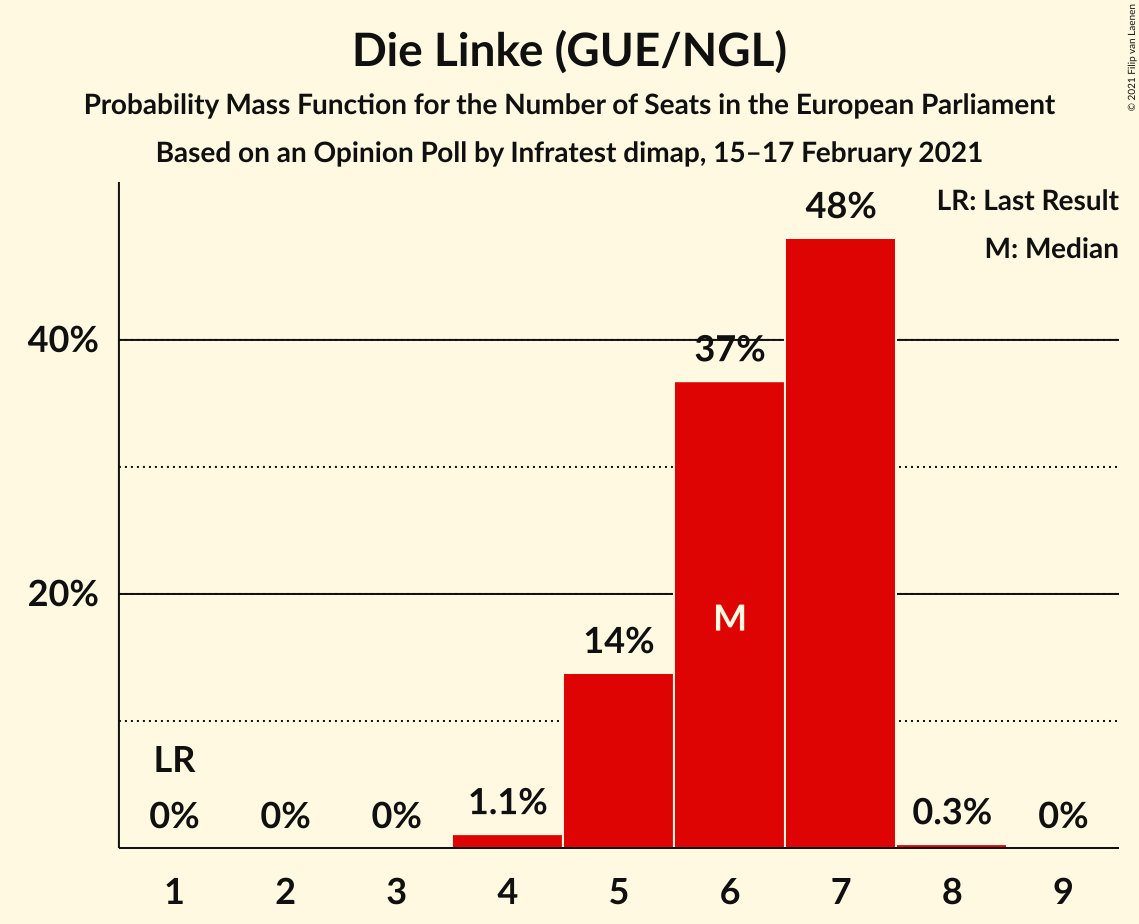 Die Linke (GUE/NGL)
Probability Mass Function for the Number of Seats in the European Parliament
Based on an Opinion Poll by Infratest dimap, 15–17 February 2021
© 2021 Filip van Laenen
LR: Last Result
M: Median
48%
40%
37%
20%
M
14%
LR
0%
0%
0%
1.1%
0.3%
0%
1 2 3 4 5 6 7 8 9